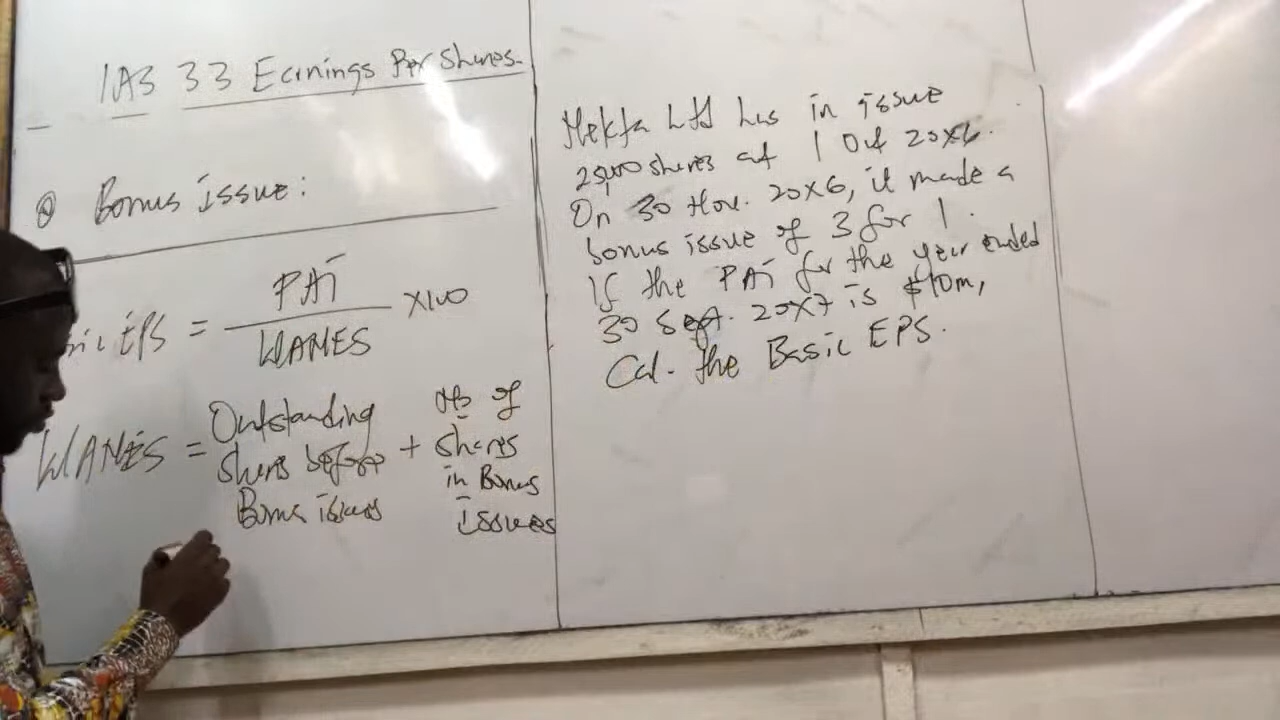 IAS 33 Earnings Per Shares.
Bonus issue:
EPS = PAT / WANES X100
WANES = Outstanding shares before Bonus issues + No of shares in Bonus issues
Ltd has in issue
shares at 1 Oct 20X6.
On 30 Nov. 20X6, it made a
bonus issue of 3 for 1.
If the PAT for the year ended
30 Sept. 20X7 is $10m,
Cal. the Basic EPS.